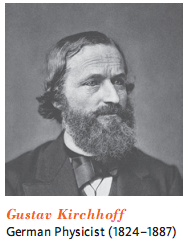 Gustav Kirchhoff
German Physicist (1824–1887)